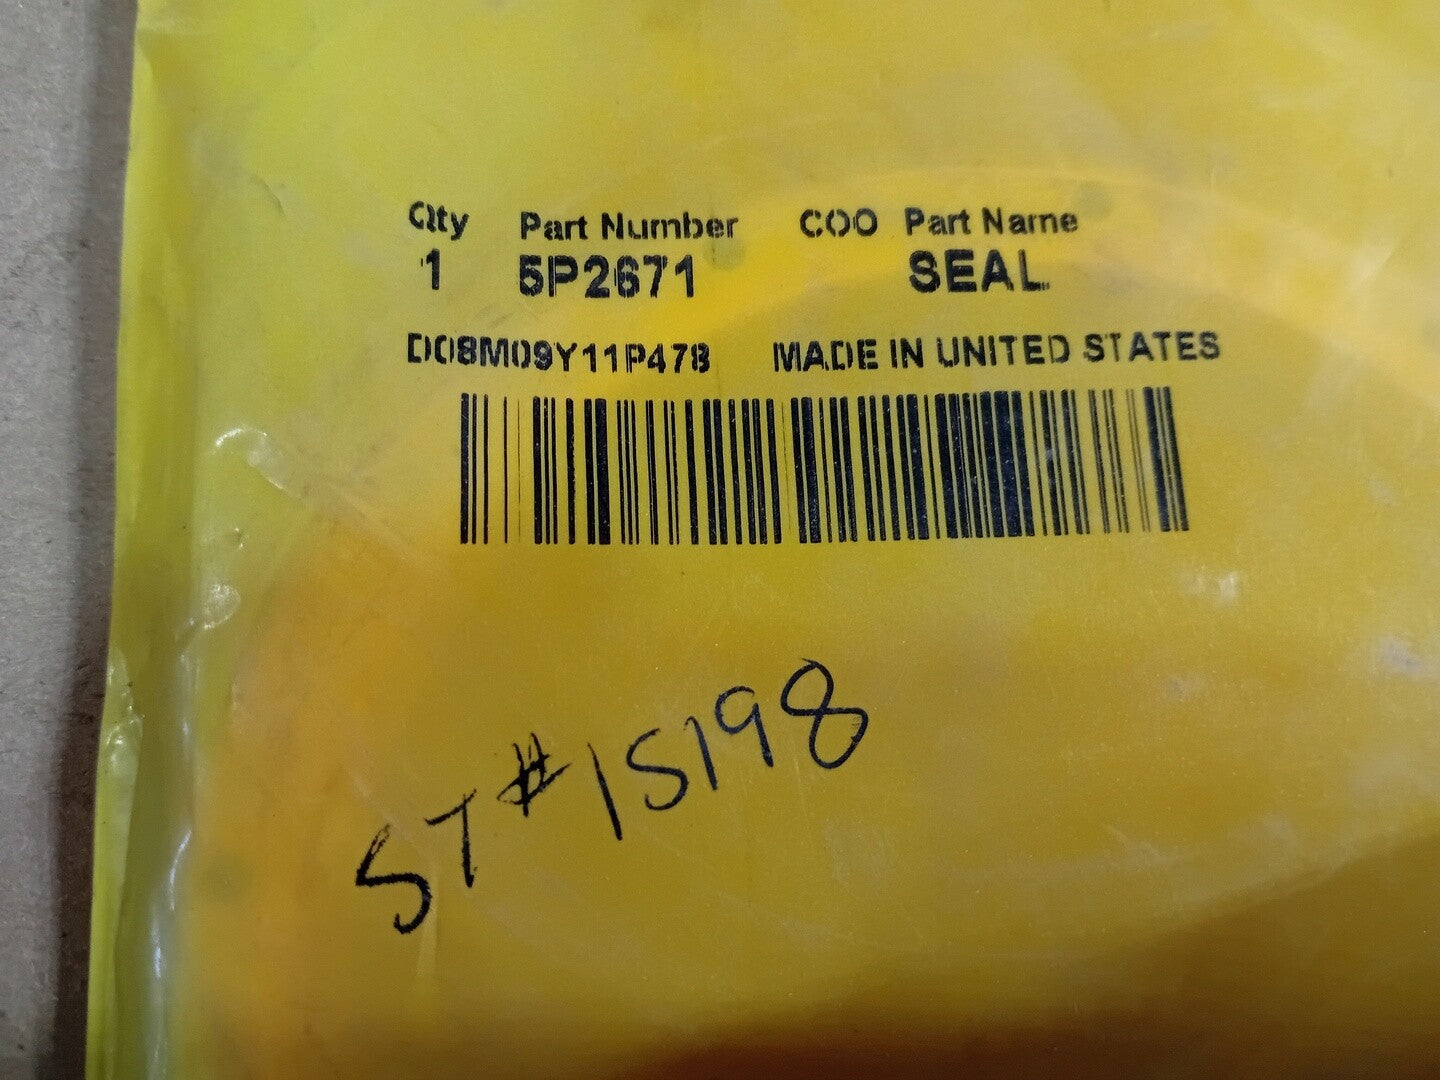 Qty Part Number COO Part Name
1 5P2671 SEAL
D08M09Y11P478 MADE IN UNITED STATES
ST#15198